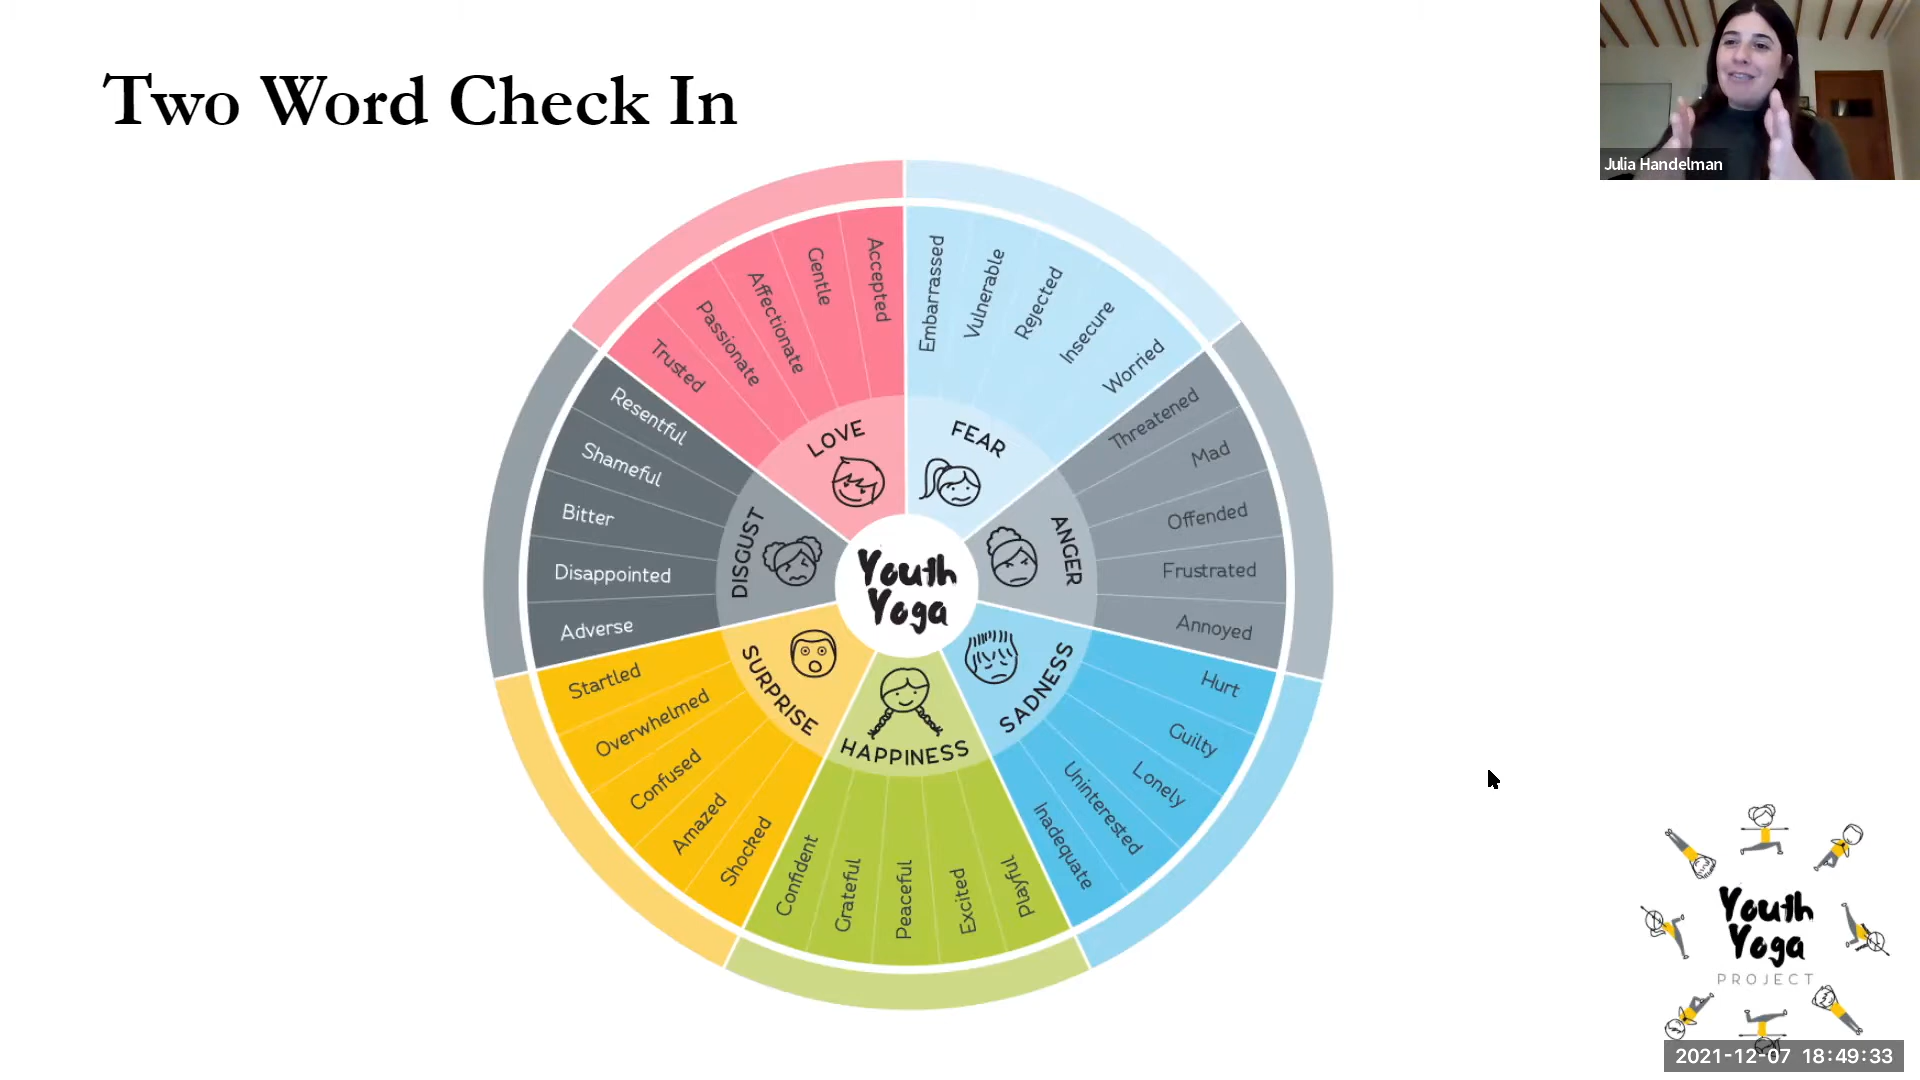 Two Word Check In
Julia Handelman
LOVE
Trusted
Passionate
Affectionate
Gentle
Accepted
FEAR
Embarrassed
Vulnerable
Rejected
Insecure
Worried
ANGER
Threatened
Mad
Offended
Frustrated
Annoyed
SADNESS
Hurt
Guilty
Lonely
Uninterested
Inadequate
HAPPINESS
Playful
Excited
Peaceful
Grateful
Confident
SURPRISE
Shocked
Amazed
Confused
Overwhelmed
Startled
DISGUST
Adverse
Disappointed
Bitter
Shameful
Resentful
Youth
Yoga
Youth
Yoga
PROJECT
2021-12-07 18:49:33